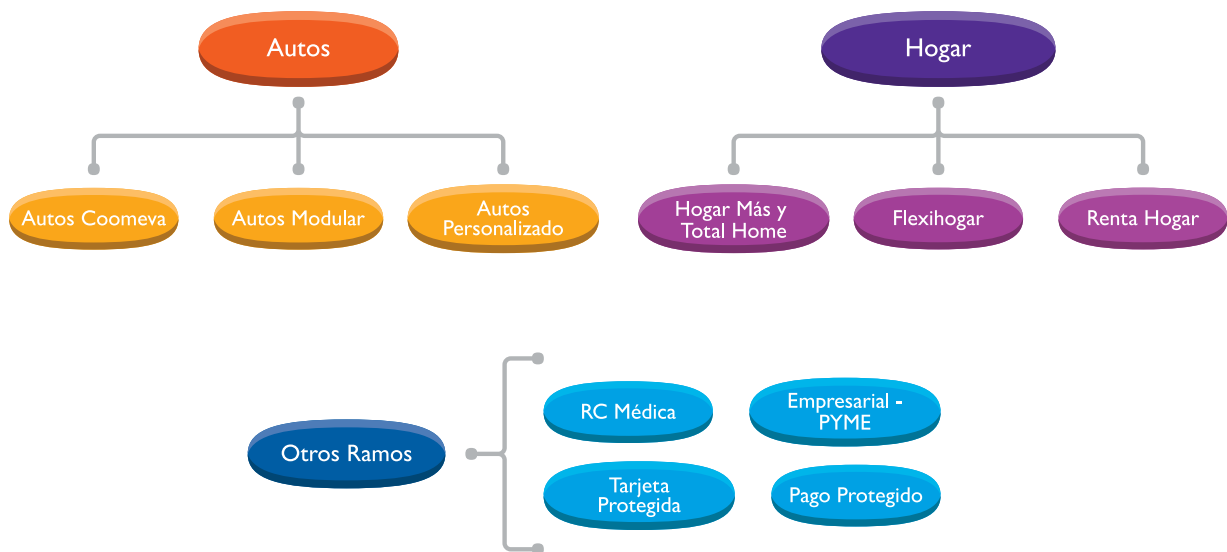 Autos
Hogar
Autos Coomeva
Autos Modular
Autos
Personalizado
Hogar Más y
Total Home
Flexihogar
Renta Hogar
Otros Ramos
RC Médica
Empresarial -
PYME
Tarjeta
Protegida
Pago Protegido